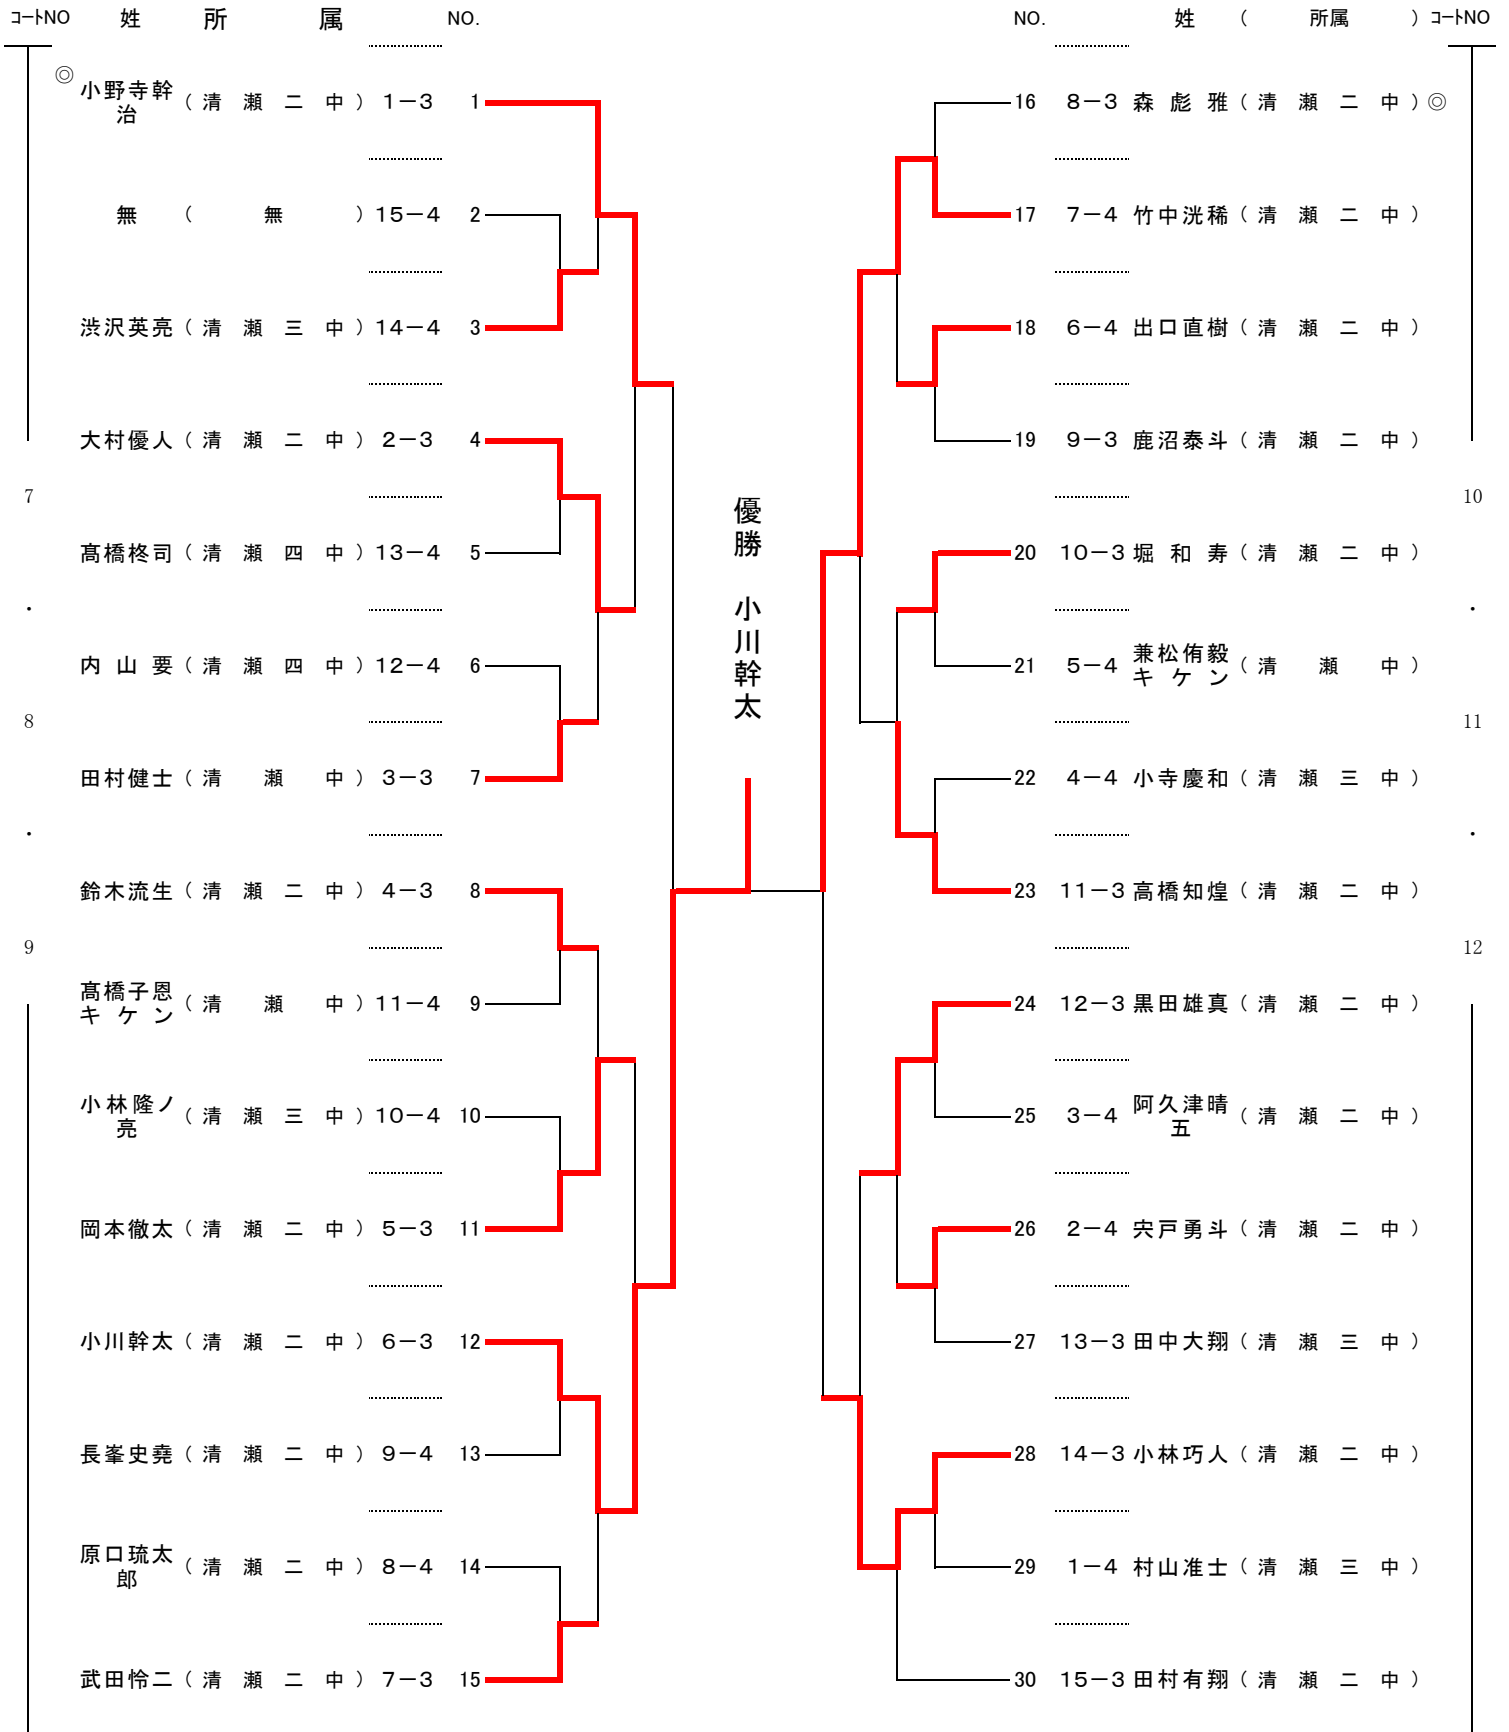 コートNO 姓 所 属 NO. NO. 姓 ( 所属 ) コートNO
◎ 小野寺幹治 (清瀬二中) 1-3 1
16 8-3 森彪雅 (清瀬二中) ◎
無 ( 無 ) 15-4 2
17 7-4 竹中洸稀 (清瀬二中)
渋沢英亮 (清瀬三中) 14-4 3
18 6-4 出口直樹 (清瀬二中)
大村優人 (清瀬二中) 2-3 4
19 9-3 鹿沼泰斗 (清瀬二中)
7
10
髙橋柊司 (清瀬四中) 13-4 5
20 10-3 堀和寿 (清瀬二中)
・
・
内山要 (清瀬四中) 12-4 6
21 5-4 兼松侑毅 キケン (清瀬中)
8
11
田村健士 (清瀬中) 3-3 7
22 4-4 小寺慶和 (清瀬三中)
・
・
鈴木流生 (清瀬二中) 4-3 8
23 11-3 高橋知煌 (清瀬二中)
9
12
髙橋子恩 キケン (清瀬中) 11-4 9
24 12-3 黒田雄真 (清瀬二中)
小林隆ノ亮 (清瀬三中) 10-4 10
25 3-4 阿久津晴五 (清瀬二中)
岡本徹太 (清瀬二中) 5-3 11
26 2-4 宍戸勇斗 (清瀬二中)
小川幹太 (清瀬二中) 6-3 12
27 13-3 田中大翔 (清瀬三中)
長峯史堯 (清瀬二中) 9-4 13
28 14-3 小林巧人 (清瀬二中)
原口琉太郎 (清瀬二中) 8-4 14
29 1-4 村山准士 (清瀬三中)
武田怜二 (清瀬二中) 7-3 15
30 15-3 田村有翔 (清瀬二中)
優勝 小川幹太